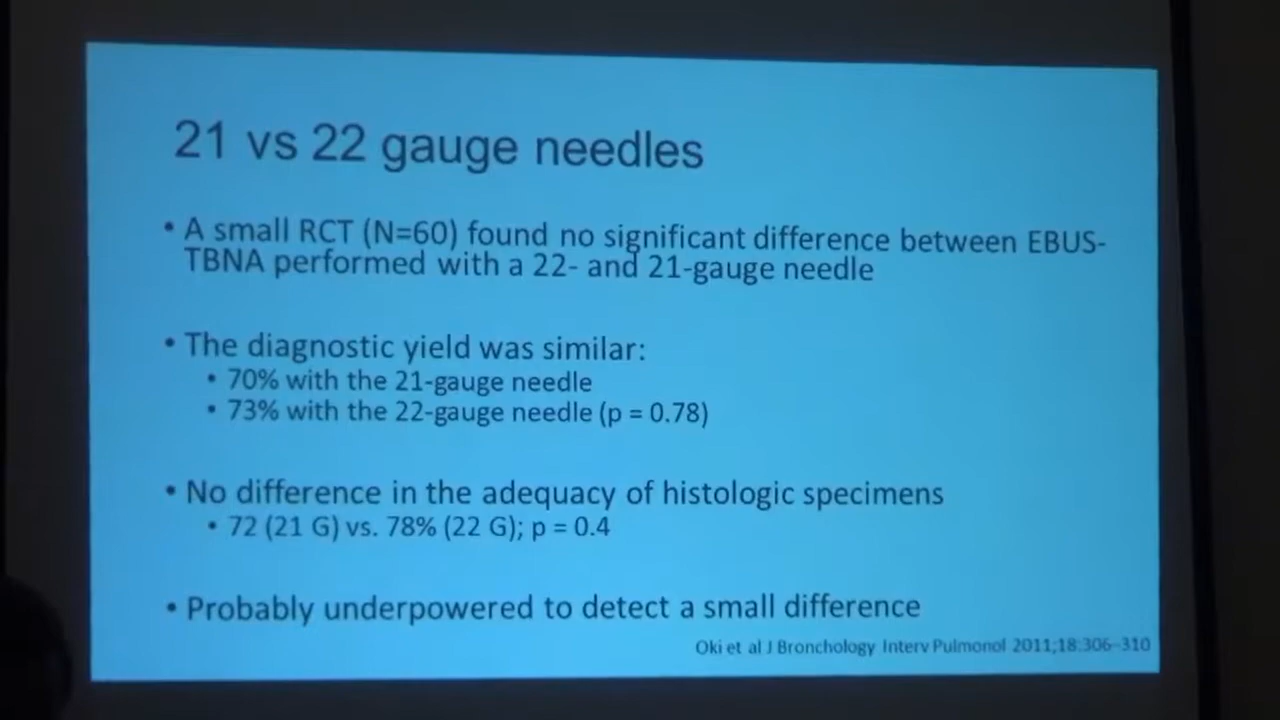 21 vs 22 gauge needles
• A small RCT (N=60) found no significant difference between EBUS-
TBNA performed with a 22- and 21-gauge needle
• The diagnostic yield was similar:
• 70% with the 21-gauge needle
• 73% with the 22-gauge needle (p = 0.78)
• No difference in the adequacy of histologic specimens
• 72 (21 G) vs. 78% (22 G); p = 0.4
• Probably underpowered to detect a small difference
Oki et al J Bronchology Interv Pulmonol 2011;18:306–310